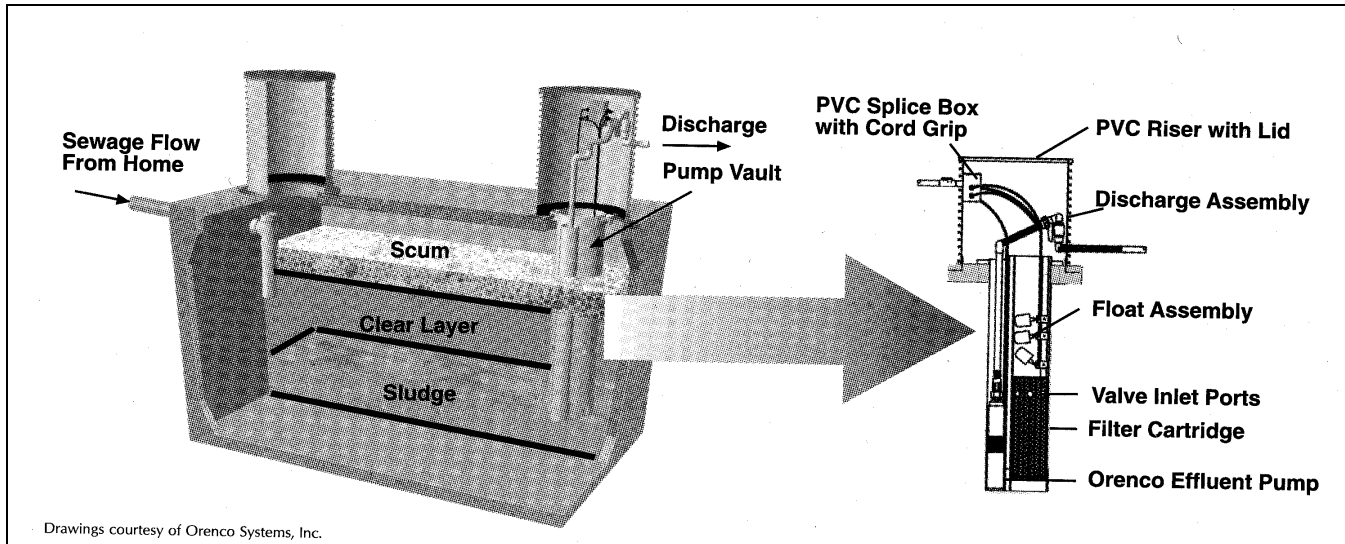 Sewage Flow
From Home
Discharge
Pump Vault
Scum
Clear Layer
Sludge
PVC Splice Box
with Cord Grip
PVC Riser with Lid
Discharge Assembly
Float Assembly
Valve Inlet Ports
Filter Cartridge
Orenco Effluent Pump
Drawings courtesy of Orenco Systems, Inc.